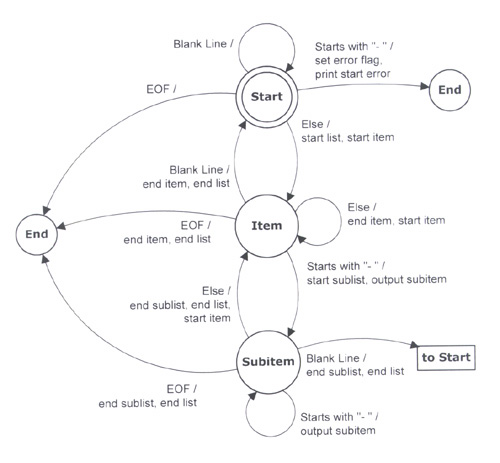 Blank Line /
Starts with "- " /
set error flag,
print start error
EOF /
Start
End
Else /
start list, start item
Blank Line /
end item, end list
Else /
end item, start item
End
EOF /
end item, end list
Item
Starts with "- " /
start sublist, output subitem
Else /
end sublist, end list,
start item
Subitem
Blank Line /
end sublist, end list
to Start
EOF /
end sublist, end list
Starts with "- " /
output subitem